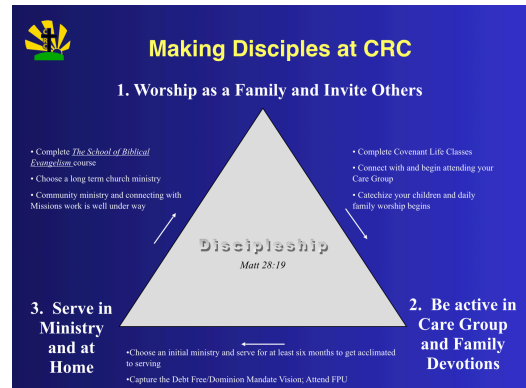 Making Disciples at CRC
1. Worship as a Family and Invite Others
• Complete The School of Biblical
Evangelism course
• Choose a long term church ministry
• Community ministry and connecting with
Missions work is well under way
• Complete Covenant Life Classes
• Connect with and begin attending your
Care Group
• Catechize your children and daily
family worship begins
Discipleship
Matt 28:19
3. Serve in
Ministry
and at
Home
2. Be active in
Care Group
and Family
Devotions
•Choose an initial ministry and serve for at least six months to get acclimated
to serving
•Capture the Debt Free/Dominion Mandate Vision; Attend FPU